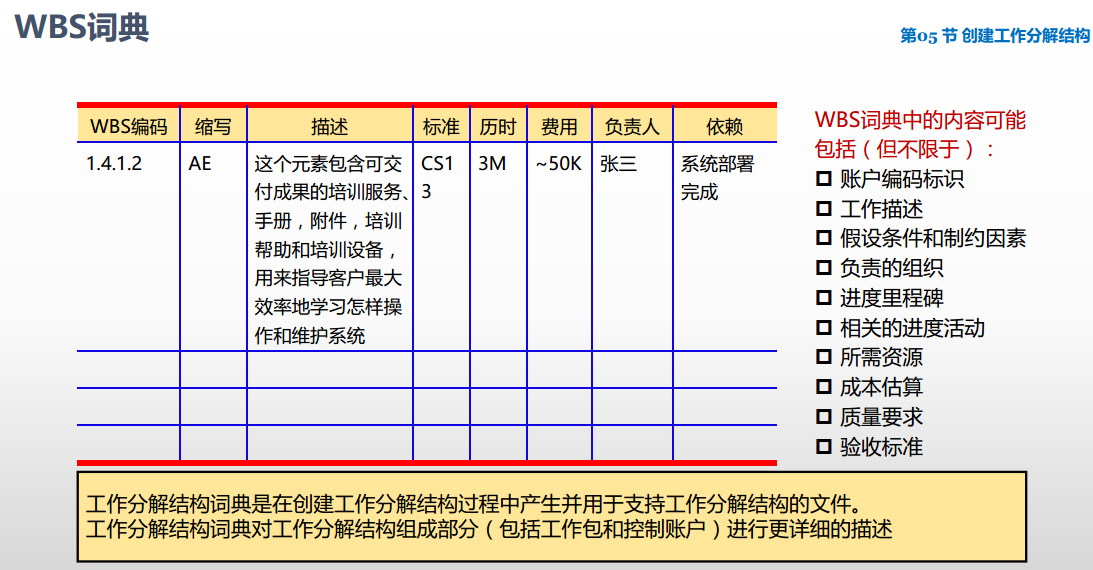 WBS词典
第05 节 创建工作分解结构
WBS编码 缩写 描述 标准 历时 费用 负责人 依赖
1.4.1.2 AE 这个元素包含可交 CS1 3M ~50K 张三 系统部署
付成果的培训服务、 3 完成
手册，附件，培训
帮助和培训设备，
用来指导客户最大
效率地学习怎样操
作和维护系统
WBS词典中的内容可能
包括（但不限于）：
账户编码标识
工作描述
假设条件和制约因素
负责的组织
进度里程碑
相关的进度活动
所需资源
成本估算
质量要求
验收标准
工作分解结构词典是在创建工作分解结构过程中产生并用于支持工作分解结构的文件。
工作分解结构词典对工作分解结构组成部分（包括工作包和控制账户）进行更详细的描述